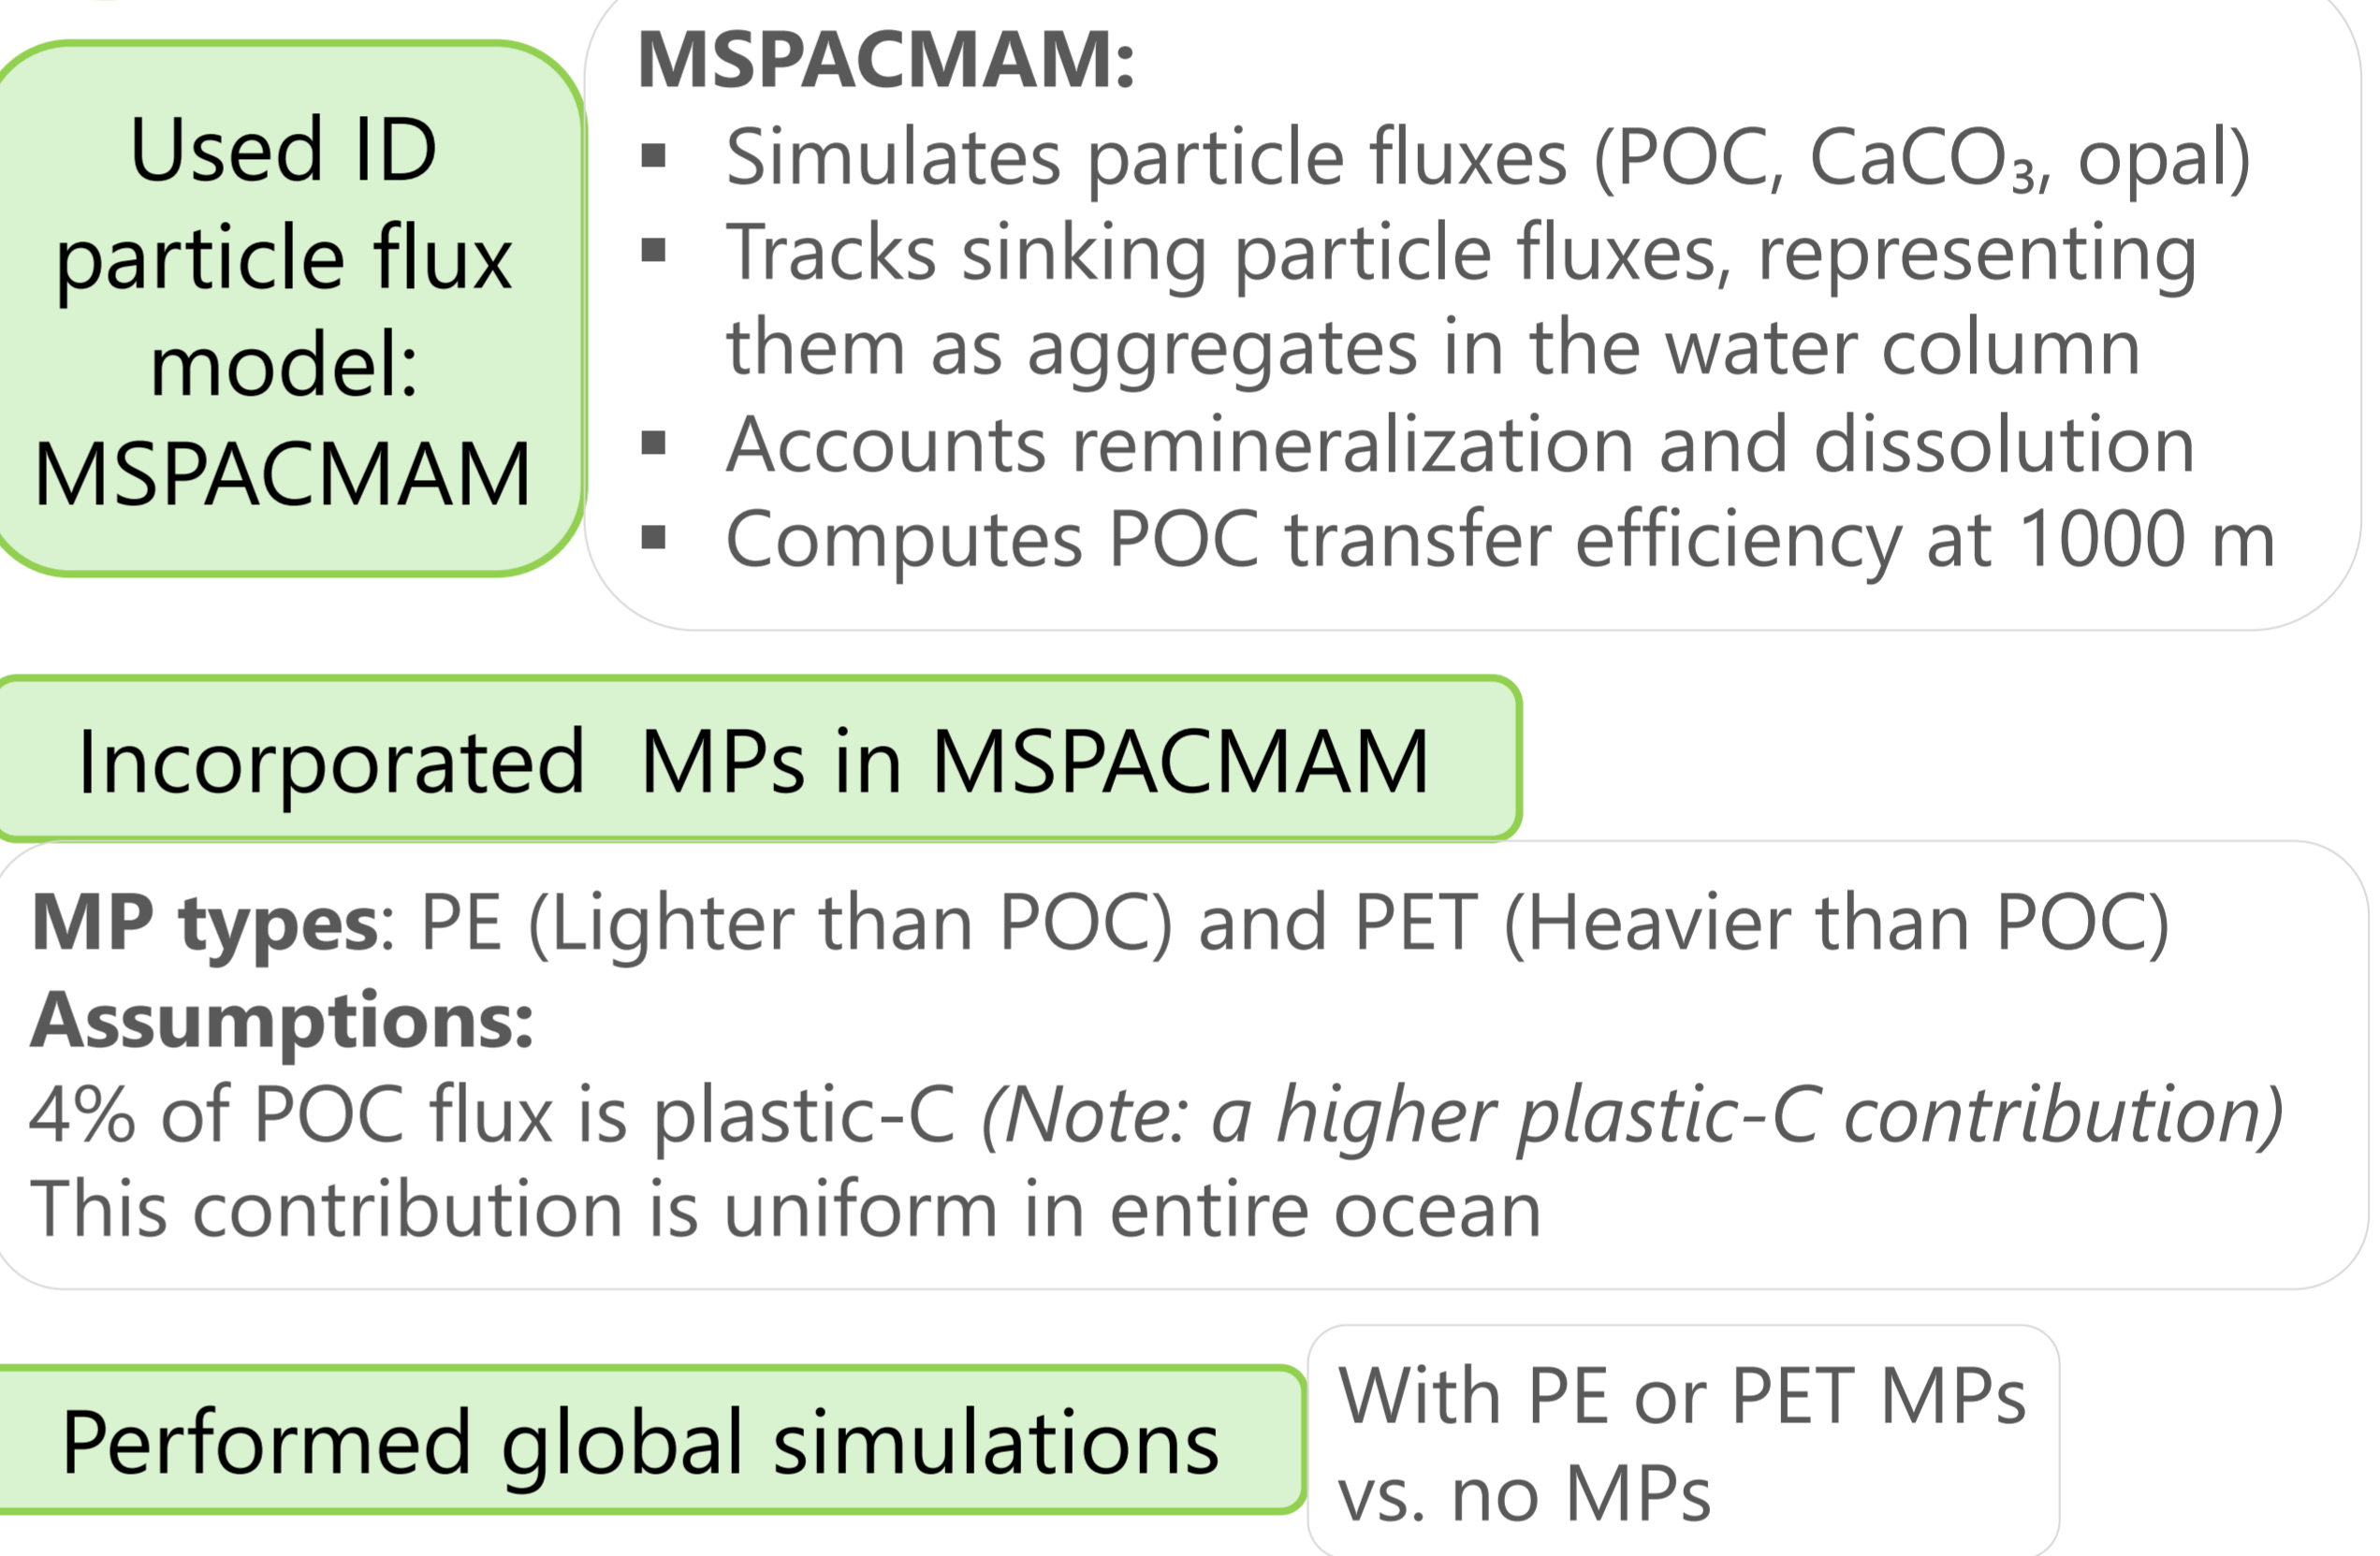 Used ID
particle flux
model:
MSPACMAM
MSPACMAM:
▪ Simulates particle fluxes (POC, CaCO₃, opal)
▪ Tracks sinking particle fluxes, representing
them as aggregates in the water column
▪ Accounts remineralization and dissolution
▪ Computes POC transfer efficiency at 1000 m
Incorporated MPs in MSPACMAM
MP types: PE (Lighter than POC) and PET (Heavier than POC)
Assumptions:
4% of POC flux is plastic-C (Note: a higher plastic-C contribution)
This contribution is uniform in entire ocean
Performed global simulations
With PE or PET MPs
vs. no MPs